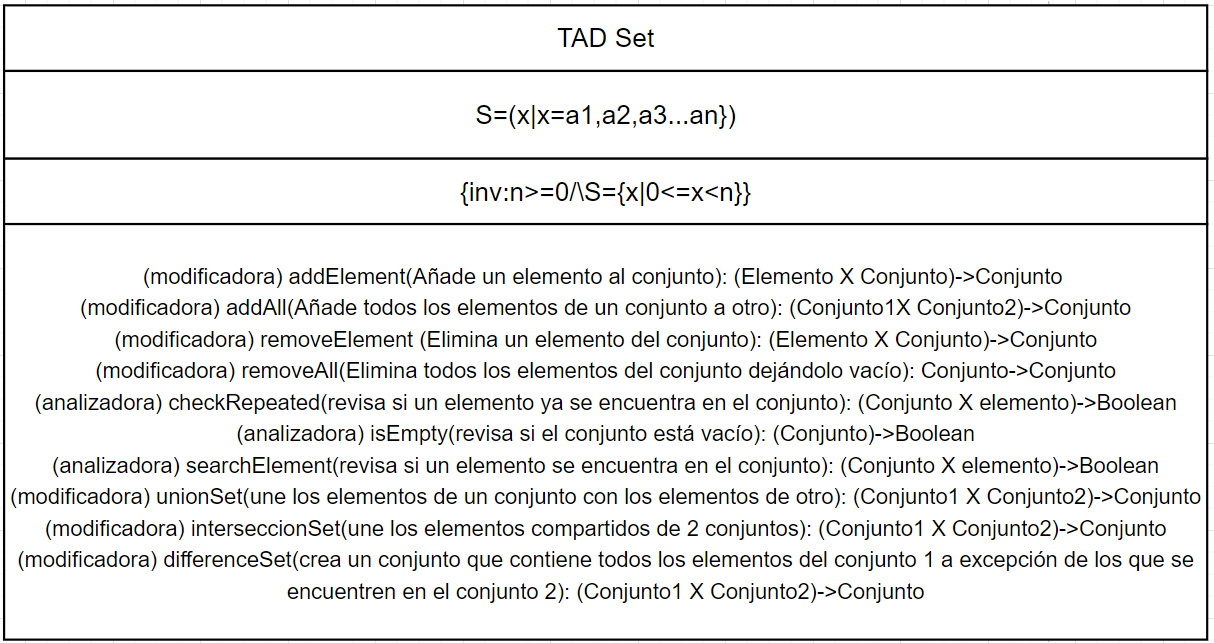 TAD Set
S=(x|x=a1,a2,a3...an})
{inv:n>=0/\S={x|0<=x<n}}
(modificadora) addElement(Añade un elemento al conjunto): (Elemento X Conjunto)->Conjunto
(modificadora) addAll(Añade todos los elementos de un conjunto a otro): (Conjunto1X Conjunto2)->Conjunto
(modificadora) removeElement (Elimina un elemento del conjunto): (Elemento X Conjunto)->Conjunto
(modificadora) removeAll(Elimina todos los elementos del conjunto dejándolo vacío): Conjunto->Conjunto
(analizadora) checkRepeated(revisa si un elemento ya se encuentra en el conjunto): (Conjunto X elemento)->Boolean
(analizadora) isEmpty(revisa si el conjunto está vacío): (Conjunto)->Boolean
(analizadora) searchElement(revisa si un elemento se encuentra en el conjunto): (Conjunto X elemento)->Boolean
(modificadora) unionSet(une los elementos de un conjunto con los elementos de otro): (Conjunto1 X Conjunto2)->Conjunto
(modificadora) interseccionSet(une los elementos compartidos de 2 conjuntos): (Conjunto1 X Conjunto2)->Conjunto
(modificadora) differenceSet(crea un conjunto que contiene todos los elementos del conjunto 1 a excepción de los que se
encuentren en el conjunto 2): (Conjunto1 X Conjunto2)->Conjunto